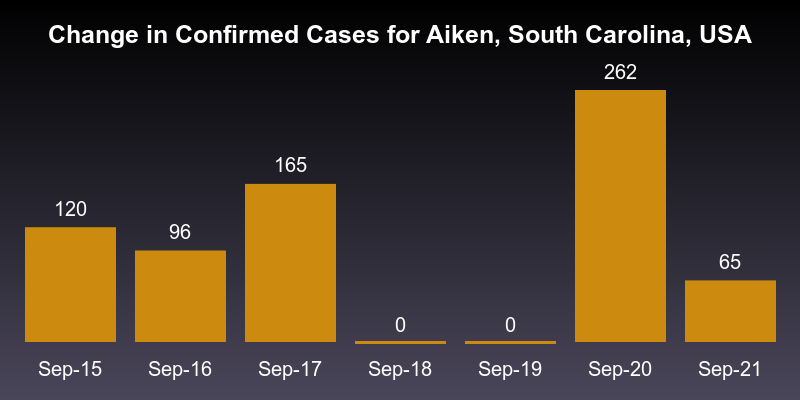 Change in Confirmed Cases for Aiken, South Carolina, USA
262
165
120
96
65
0
0
Sep-15
Sep-16
Sep-17
Sep-18
Sep-19
Sep-20
Sep-21